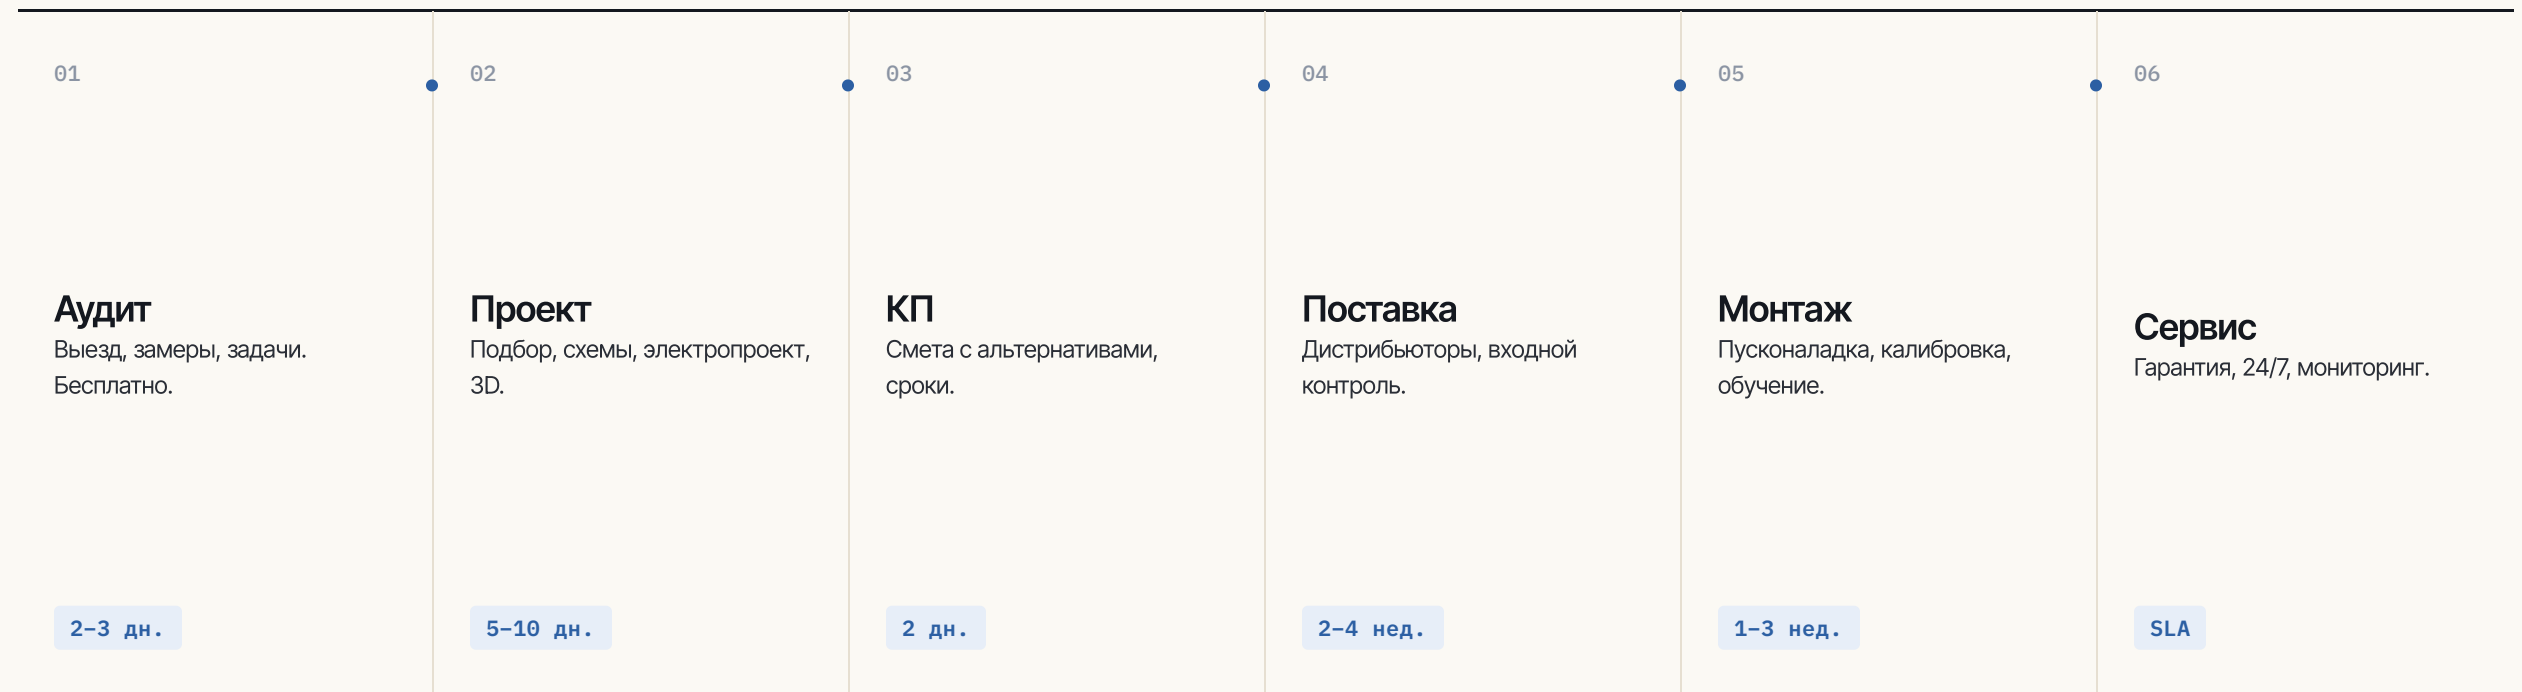 01
Аудит
Выезд, замеры, задачи.
Бесплатно.
2–3 дн.
02
Проект
Подбор, схемы, электропроект,
3D.
5–10 дн.
03
КП
Смета с альтернативами,
сроки.
2 дн.
04
Поставка
Дистрибьюторы, входной
контроль.
2–4 нед.
05
Монтаж
Пусконаладка, калибровка,
обучение.
1–3 нед.
06
Сервис
Гарантия, 24/7, мониторинг.
SLA